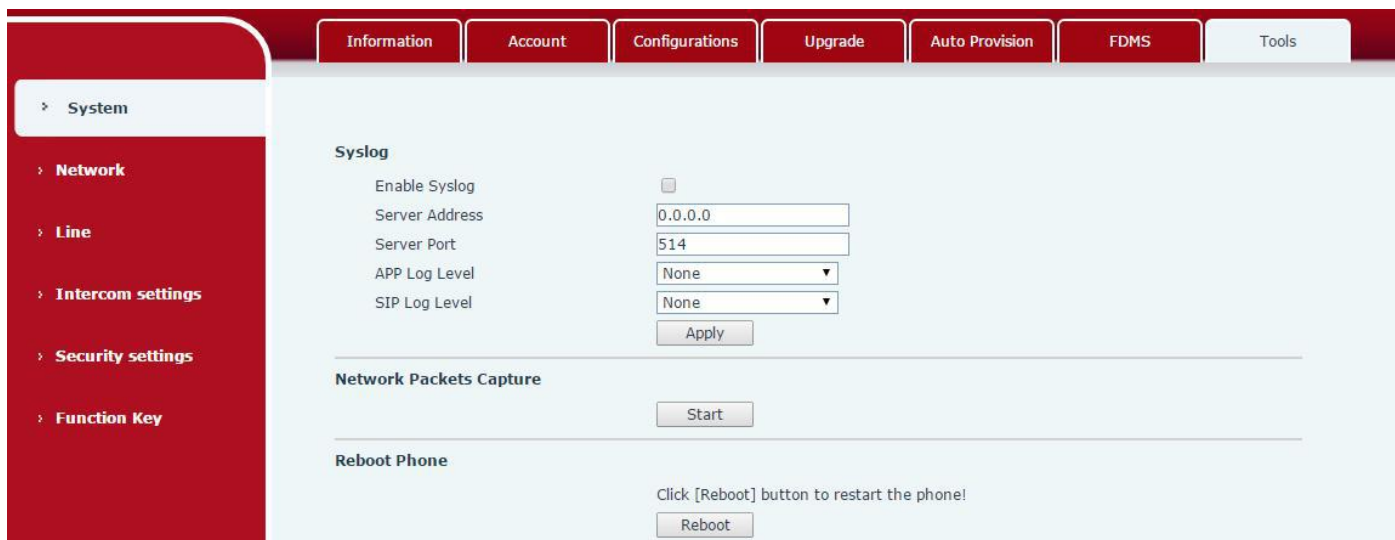 Information Account Configurations Upgrade Auto Provision FDMS Tools
› System
› Network
› Line
› Intercom settings
› Security settings
› Function Key
Syslog
Enable Syslog
Server Address 0.0.0.0
Server Port 514
APP Log Level None
SIP Log Level None
Apply
Network Packets Capture
Start
Reboot Phone
Click [Reboot] button to restart the phone!
Reboot